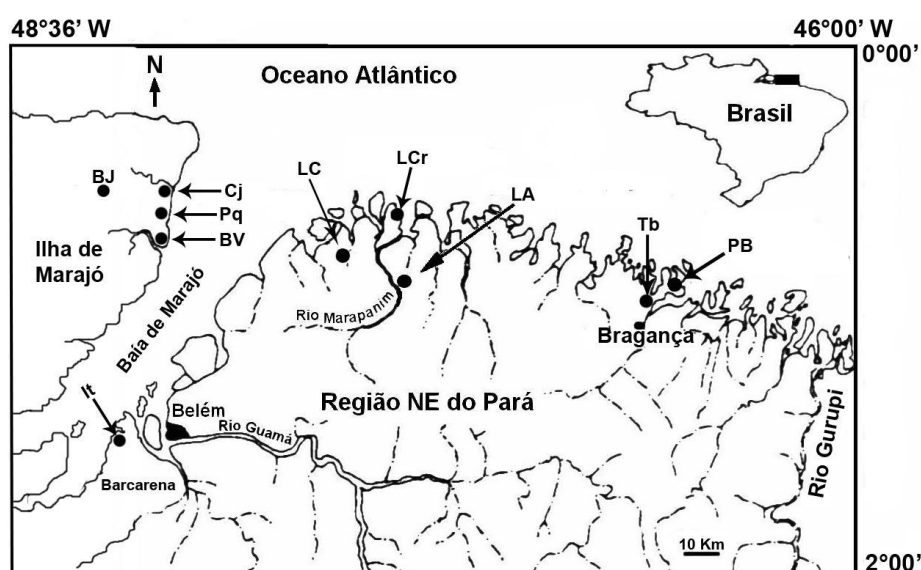 48°36' W
46°00' W
0°00'
N
Oceano Atlântico
Brasil
BJ
Cj
Pq
BV
LC
LCr
LA
Tb
PB
Ilha de
Marajó
Baía de Marajó
Rio Marapanim
Bragança
It
Belém
Rio Guamá
Região NE do Pará
Barcarena
Rio Gurupi
10 Km
2°00'